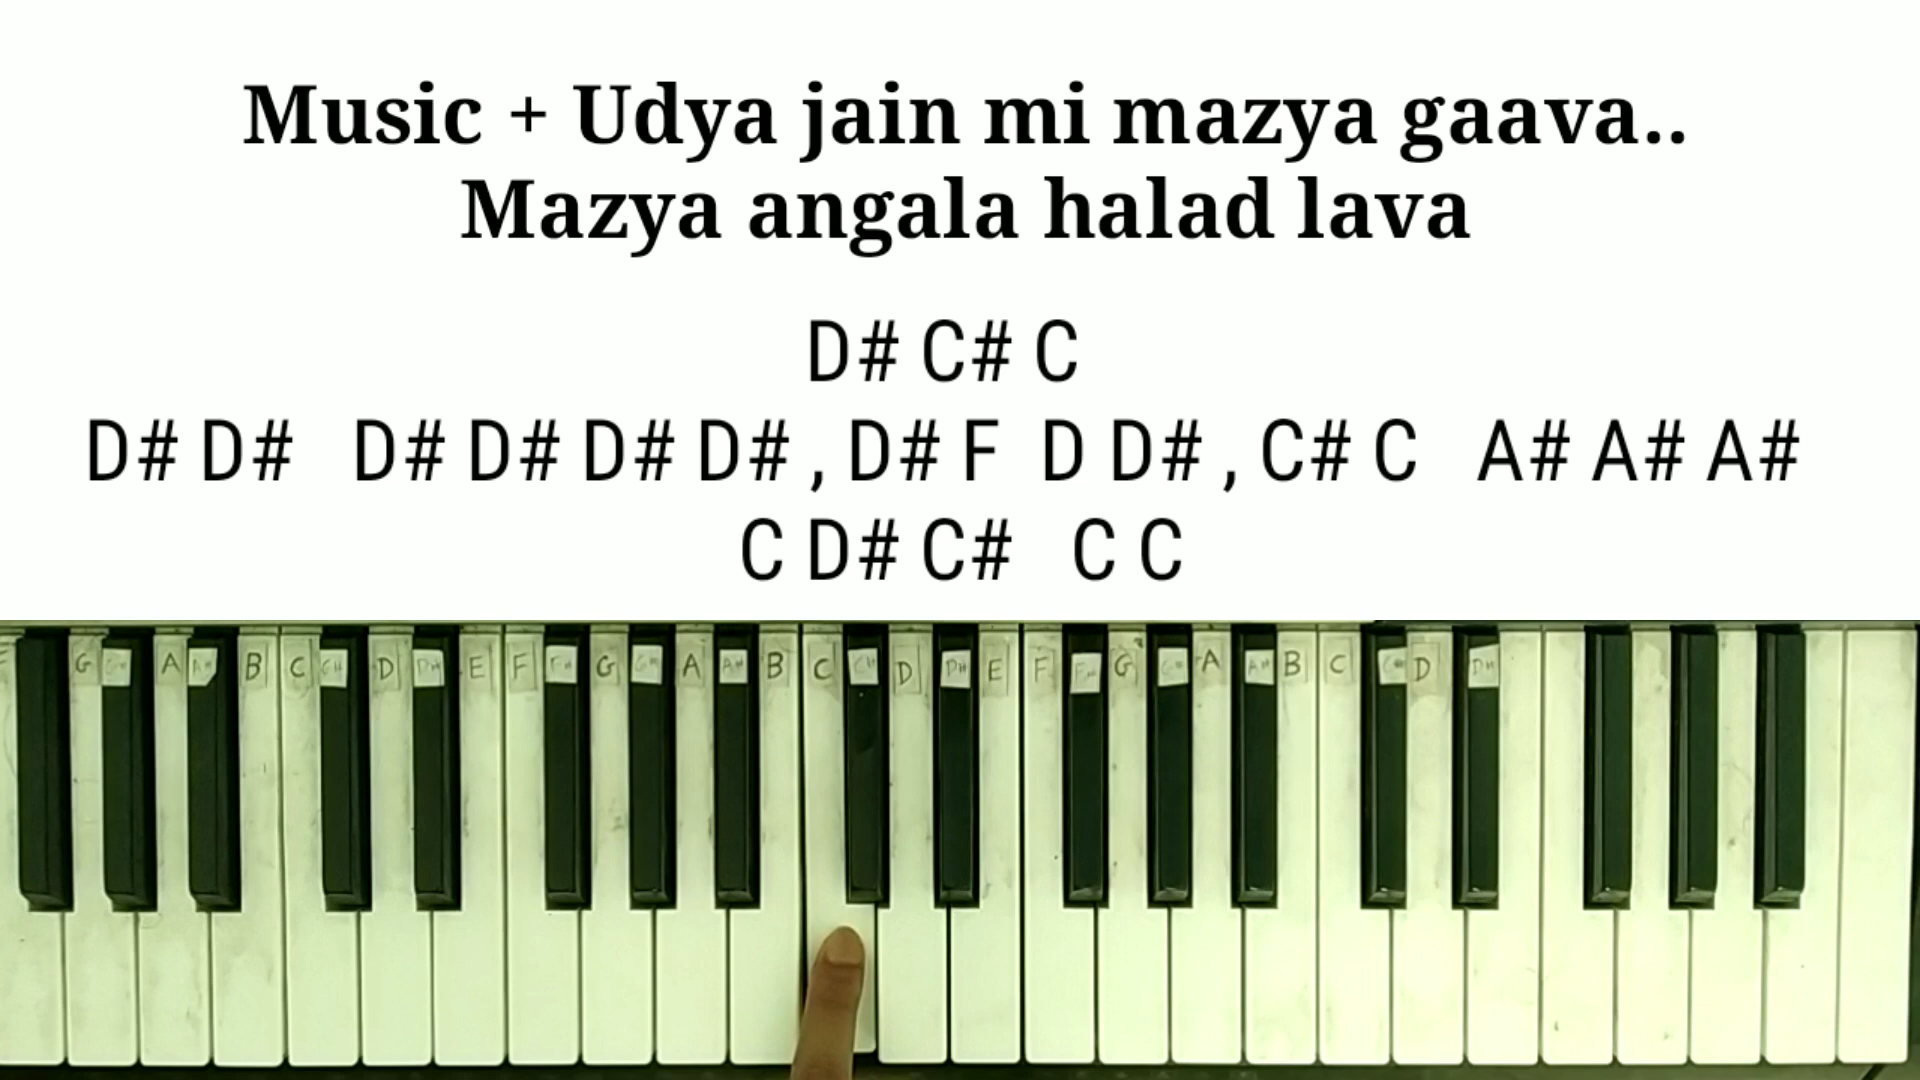 Music + Udya jain mi mazya gaava..
Mazya angala halad lava
D# C# C
D# D# D# D# D# D# , D# F D D# , C# C A# A# A#
C D# C# C C
G G# A A# B C C# D D# E F F# G G# A A# B C C# D D# E F F# G G# A A# B C C# D D#